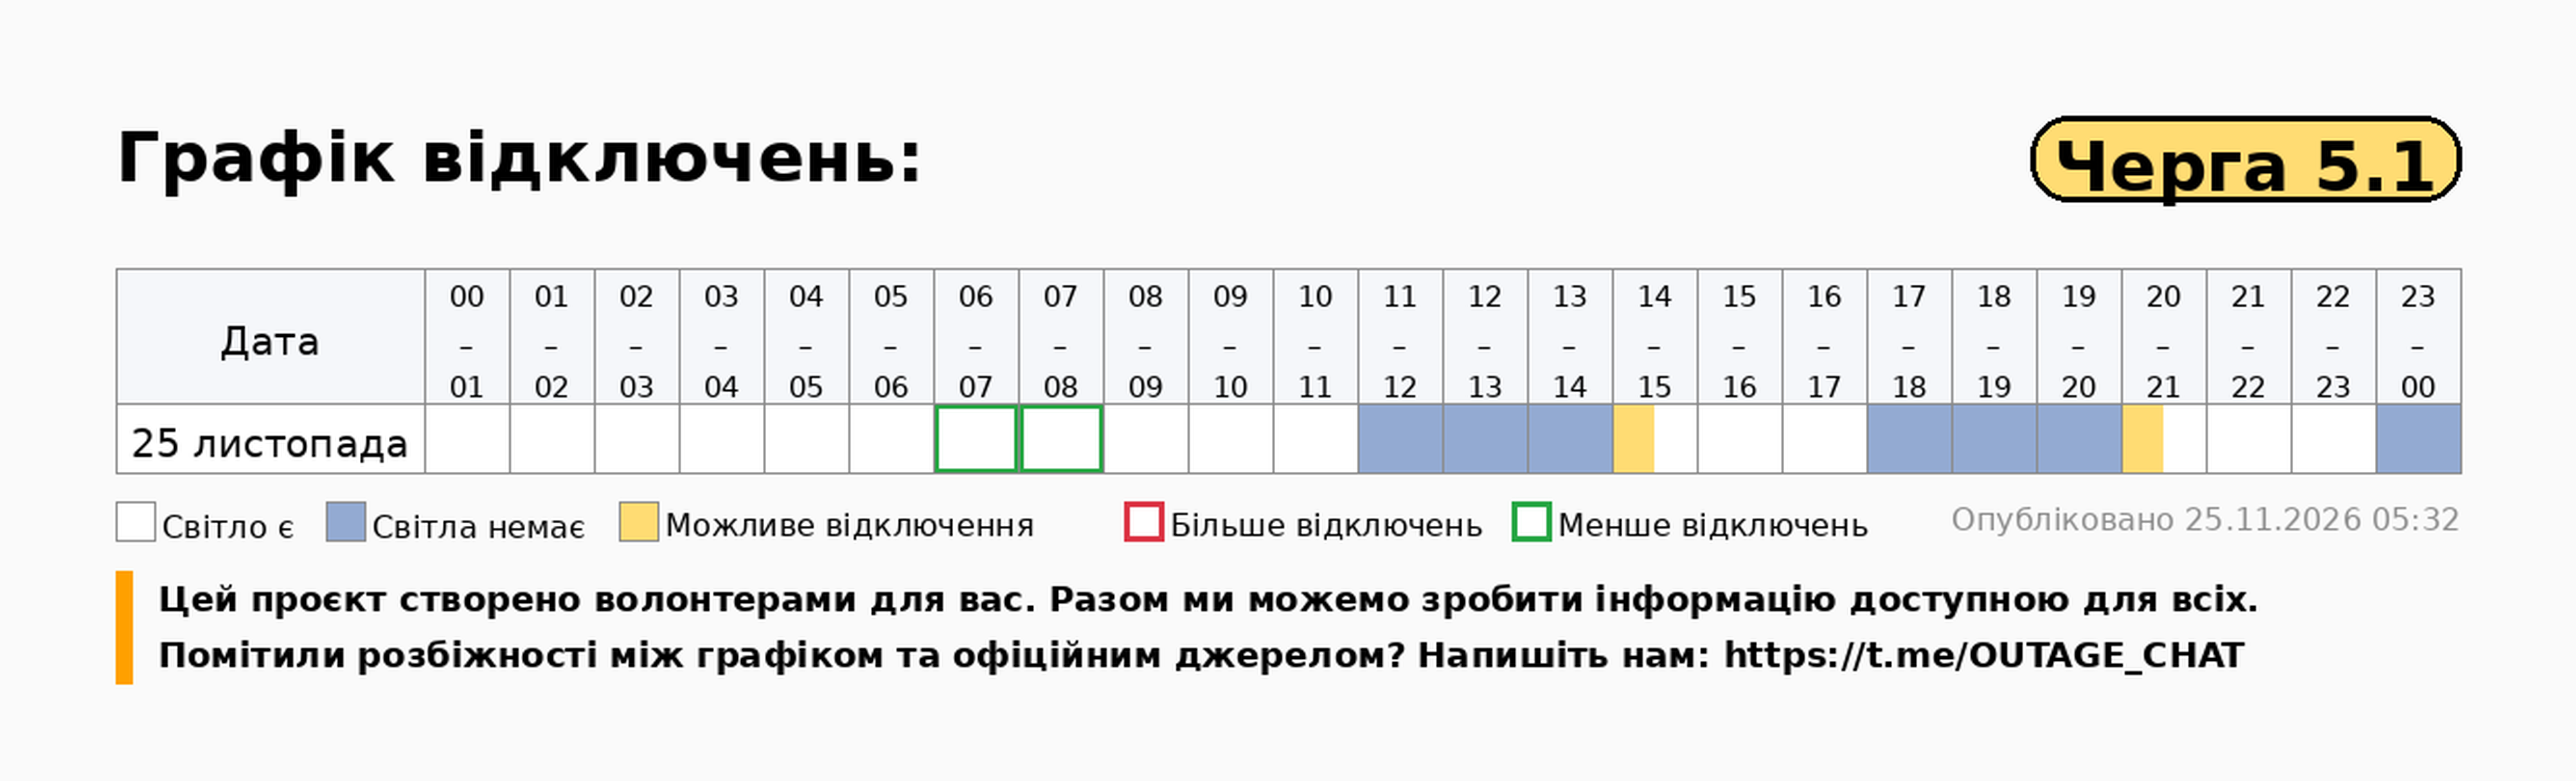 Графік відключень:
Черга 5.1
Дата
00 – 01
01 – 02
02 – 03
03 – 04
04 – 05
05 – 06
06 – 07
07 – 08
08 – 09
09 – 10
10 – 11
11 – 12
12 – 13
13 – 14
14 – 15
15 – 16
16 – 17
17 – 18
18 – 19
19 – 20
20 – 21
21 – 22
22 – 23
23 – 00
25 листопада
Світло є
Світла немає
Можливе відключення
Більше відключень
Менше відключень
Опубліковано 25.11.2026 05:32
Цей проєкт створено волонтерами для вас. Разом ми можемо зробити інформацію доступною для всіх.
Помітили розбіжності між графіком та офіційним джерелом? Напишіть нам: https://t.me/OUTAGE_CHAT